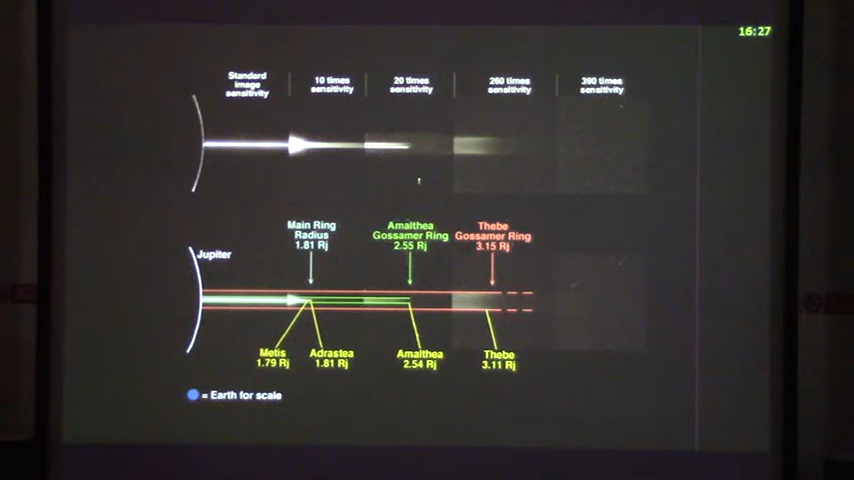 16:27
Standard
image
sensitivity
10 times
sensitivity
20 times
sensitivity
260 times
sensitivity
390 times
sensitivity
Main Ring
Radius
1.81 Rj
Amalthea
Gossamer Ring
2.55 Rj
Thebe
Gossamer Ring
3.15 Rj
Jupiter
Metis
1.79 Rj
Adrastea
1.81 Rj
Amalthea
2.54 Rj
Thebe
3.11 Rj
= Earth for scale